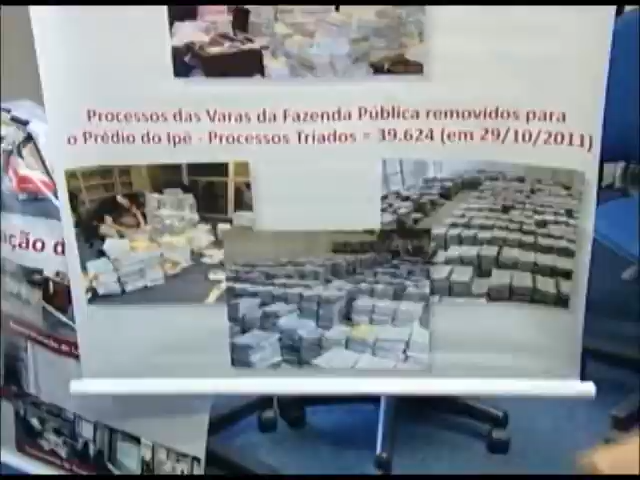 Processos das Varas da Fazenda Pública removidos para
o Prédio do Ipê - Processos Triados = 39.624 (em 29/10/2011)
ação d